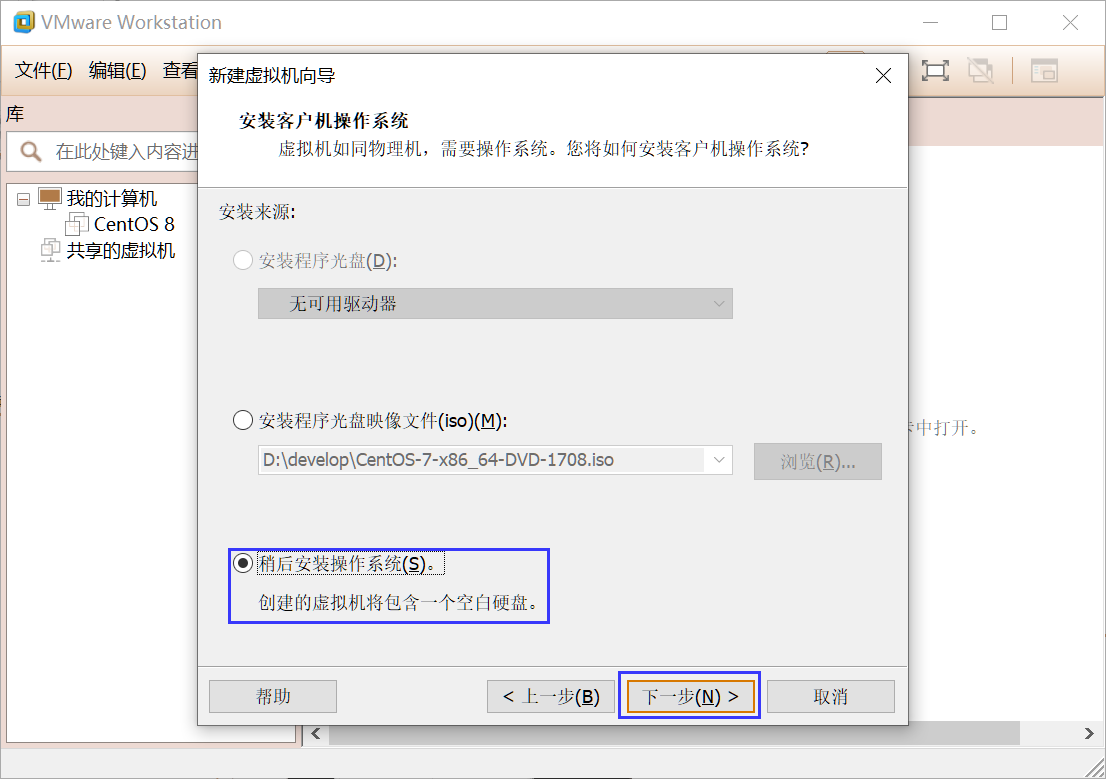 VMware Workstation
文件(F) 编辑(E) 查看
新建虚拟机向导
库
安装客户机操作系统
虚拟机如同物理机，需要操作系统。您将如何安装客户机操作系统?
在此处键入内容进
我的计算机
CentOS 8
共享的虚拟机
安装来源:
安装程序光盘(D):
无可用驱动器
安装程序光盘映像文件(iso)(M):
中打开。
D:\develop\CentOS-7-x86_64-DVD-1708.iso
浏览(R)...
稍后安装操作系统(S)。
创建的虚拟机将包含一个空白硬盘。
帮助
< 上一步(B)
下一步(N) >
取消